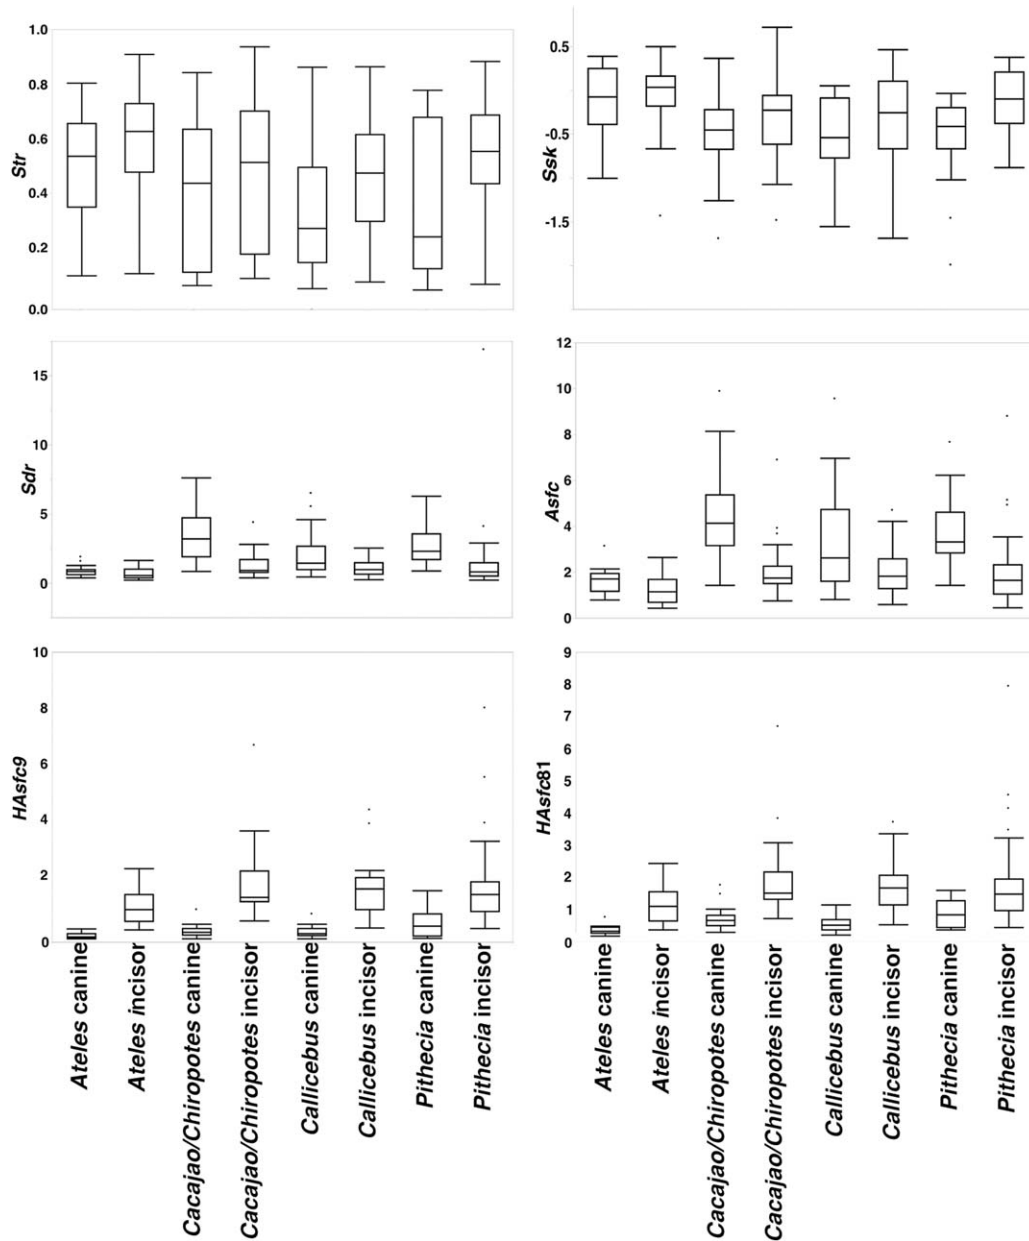 Str
1.0
0.8
0.6
0.4
0.2
0.0
Ssk
0.5
-0.5
-1.5
Sdr
15
10
5
0
Asfc
12
10
8
6
4
2
0
HAsfc9
10
8
6
4
2
0
HAsfc81
9
8
7
6
5
4
3
2
1
0
Ateles canine
Ateles incisor
Cacajao/Chiropotes canine
Cacajao/Chiropotes incisor
Callicebus canine
Callicebus incisor
Pithecia canine
Pithecia incisor
Ateles canine
Ateles incisor
Cacajao/Chiropotes canine
Cacajao/Chiropotes incisor
Callicebus canine
Callicebus incisor
Pithecia canine
Pithecia incisor